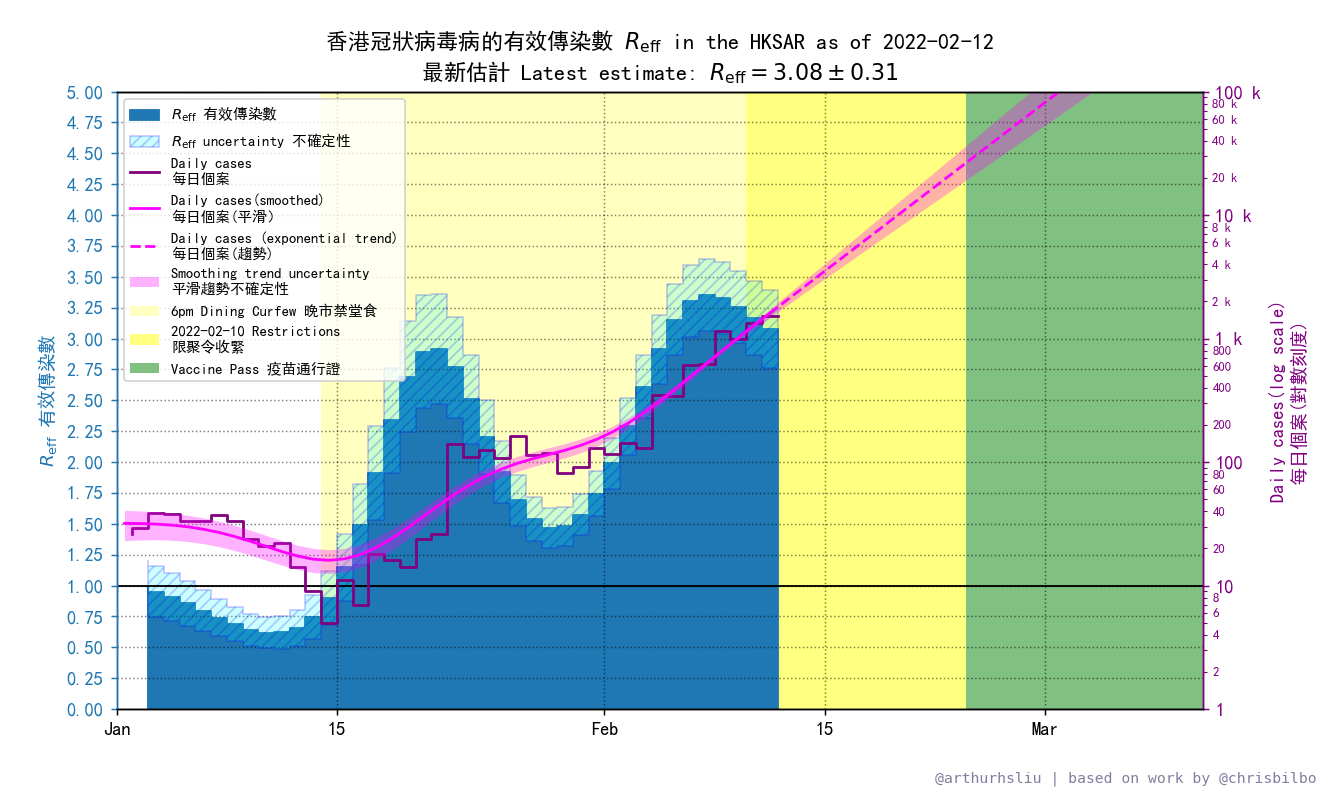 香港冠狀病毒病的有效傳染數 Reff in the HKSAR as of 2022-02-12
最新估計 Latest estimate: Reff = 3.08 ± 0.31
Reff 有效傳染數
Reff uncertainty 不確定性
Daily cases
每日個案
Daily cases(smoothed)
每日個案(平滑)
Daily cases (exponential trend)
每日個案(趨勢)
Smoothing trend uncertainty
平滑趨勢不確定性
6pm Dining Curfew 晚市禁堂食
2022-02-10 Restrictions
限聚令收緊
Vaccine Pass 疫苗通行證
Reff 有效傳染數
5.00
4.75
4.50
4.25
4.00
3.75
3.50
3.25
3.00
2.75
2.50
2.25
2.00
1.75
1.50
1.25
1.00
0.75
0.50
0.25
0.00
Jan
15
Feb
15
Mar
100 k
80 k
60 k
40 k
20 k
10 k
8 k
6 k
4 k
2 k
1 k
800
600
400
200
100
80
60
40
20
10
8
6
4
2
1
Daily cases(log scale)
每日個案(對數刻度)
@arthurhsliu | based on work by @chrisbilbo